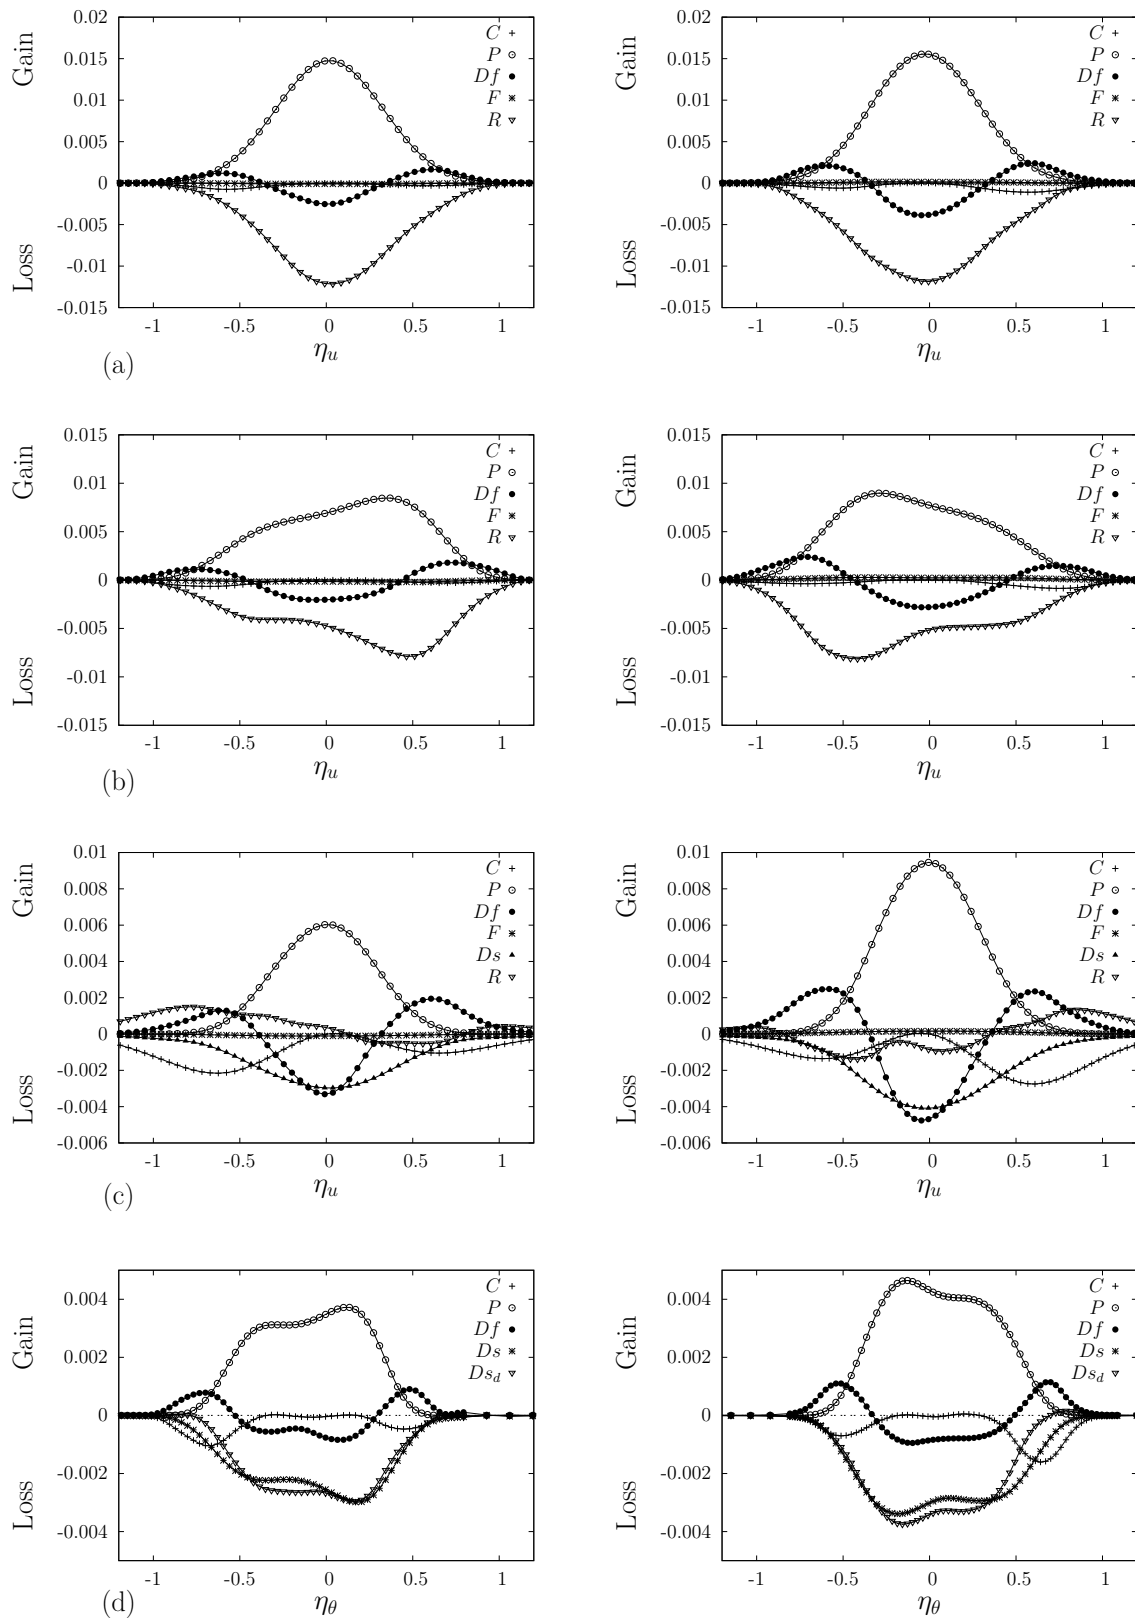 0.02
0.015
0.01
0.005
0
-0.005
-0.01
-0.015
Gain
Loss
C
P
Df
F
R
-1 -0.5 0 0.5 1
η_u
(a)
0.02
0.015
0.01
0.005
0
-0.005
-0.01
-0.015
Gain
Loss
C
P
Df
F
R
-1 -0.5 0 0.5 1
η_u
0.015
0.01
0.005
0
-0.005
-0.01
-0.015
Gain
Loss
C
P
Df
F
R
-1 -0.5 0 0.5 1
η_u
(b)
0.015
0.01
0.005
0
-0.005
-0.01
-0.015
Gain
Loss
C
P
Df
F
R
-1 -0.5 0 0.5 1
η_u
0.01
0.008
0.006
0.004
0.002
0
-0.002
-0.004
-0.006
Gain
Loss
C
P
Df
F
Ds
R
-1 -0.5 0 0.5 1
η_u
(c)
0.01
0.008
0.006
0.004
0.002
0
-0.002
-0.004
-0.006
Gain
Loss
C
P
Df
F
Ds
R
-1 -0.5 0 0.5 1
η_u
0.004
0.002
0
-0.002
-0.004
Gain
Loss
C
P
Df
Ds
Ds_d
-1 -0.5 0 0.5 1
η_θ
(d)
0.004
0.002
0
-0.002
-0.004
Gain
Loss
C
P
Df
Ds
Ds_d
-1 -0.5 0 0.5 1
η_θ